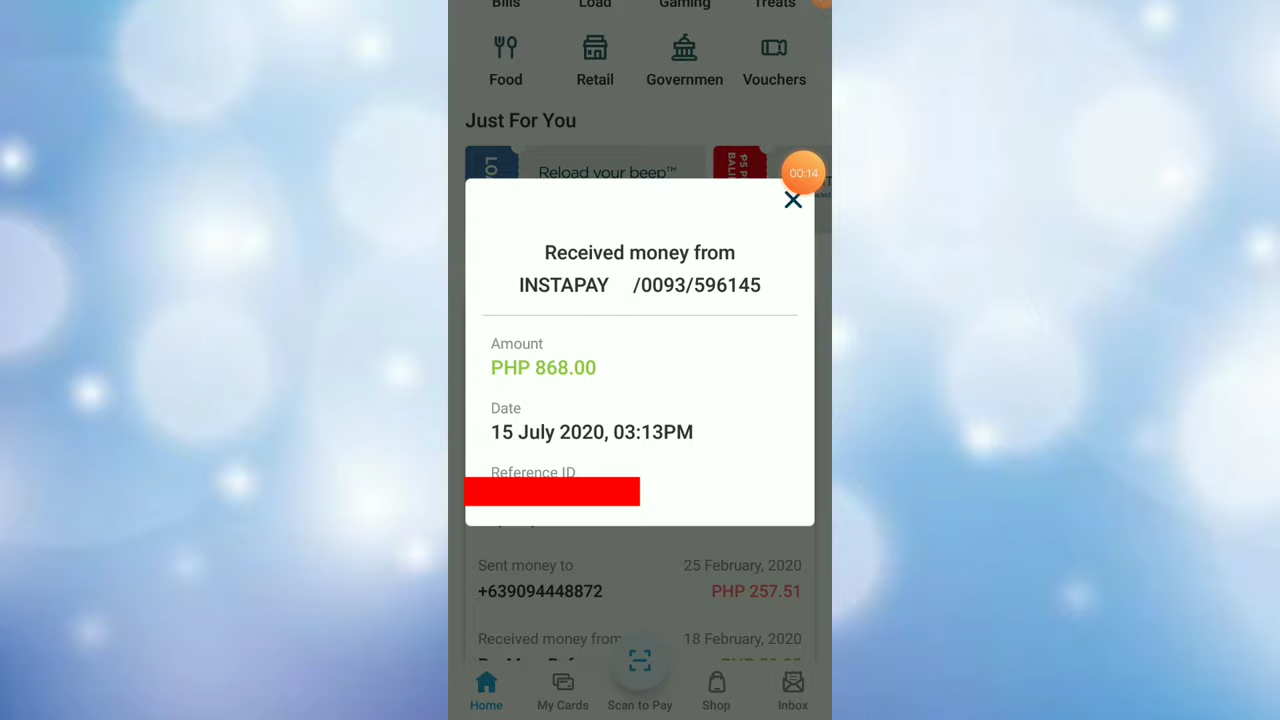 Bills Load Gaming Treats
Food Retail Governmen Vouchers
Just For You
Reload your beep™
00:14
Received money from
INSTAPAY /0093/596145
Amount
PHP 868.00
Date
15 July 2020, 03:13PM
Reference ID
Sent money to 25 February, 2020
+639094448872 PHP 257.51
Received money from 18 February, 2020
Home My Cards Scan to Pay Shop Inbox